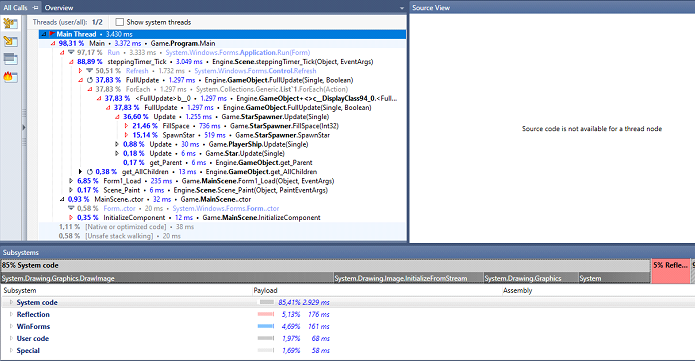 All Calls
Overview
Source View
Threads (user/all): 1/2
Show system threads
Main Thread • 3.430 ms
98,31 % Main • 3.372 ms • Game.Program.Main
97,17 % Run • 3.333 ms • System.Windows.Forms.Application.Run(Form)
88,89 % steppingTimer_Tick • 3.049 ms • Engine.Scene.steppingTimer_Tick(Object, EventArgs)
50,51 % Refresh • 1.732 ms • System.Windows.Forms.Control.Refresh
37,83 % FullUpdate • 1.297 ms • Engine.GameObject.FullUpdate(Single, Boolean)
37,83 % ForEach • 1.297 ms • System.Collections.Generic.List`1.ForEach(Action)
37,83 % <FullUpdate>b__0 • 1.297 ms • Engine.GameObject+<>c__DisplayClass94_0.<Full...
37,83 % FullUpdate • 1.297 ms • Engine.GameObject.FullUpdate(Single, Boolean)
36,60 % Update • 1.255 ms • Game.StarSpawner.Update(Single)
21,46 % FillSpace • 736 ms • Game.StarSpawner.FillSpace(Int32)
15,14 % SpawnStar • 519 ms • Game.StarSpawner.SpawnStar(Single)
0,88 % Update • 30 ms • Game.PlayerShip.Update(Single)
0,18 % Update • 6 ms • Game.Star.Update(Single)
0,17 % get_Parent • 6 ms • Engine.GameObject.get_Parent
0,38 % get_AllChildren • 13 ms • Engine.GameObject.get_AllChildren
6,85 % Form1_Load • 235 ms • Game.MainScene.Form1_Load(Object, EventArgs)
0,17 % Scene_Paint • 6 ms • Engine.Scene.Scene_Paint(Object, PaintEventArgs)
0,93 % MainScene..ctor • 32 ms • Game.MainScene..ctor
0,58 % Form..ctor • 20 ms • System.Windows.Forms.Form..ctor
0,35 % InitializeComponent • 12 ms • Game.MainScene.InitializeComponent
1,11 % [Native or optimized code] • 38 ms
0,58 % [Unsafe stack walking] • 20 ms
Source code is not available for a thread node
Subsystems
85% System code
5% Refle...
System.Drawing.Graphics.DrawImage
System.Drawing.Image.InitializeFromStream
System.Drawing.Graphics
System
Subsystem Payload Assembly
System code 85,41% 2.929 ms
Reflection 5,13% 176 ms
WinForms 4,69% 161 ms
User code 1,97% 68 ms
Special 1,69% 58 ms